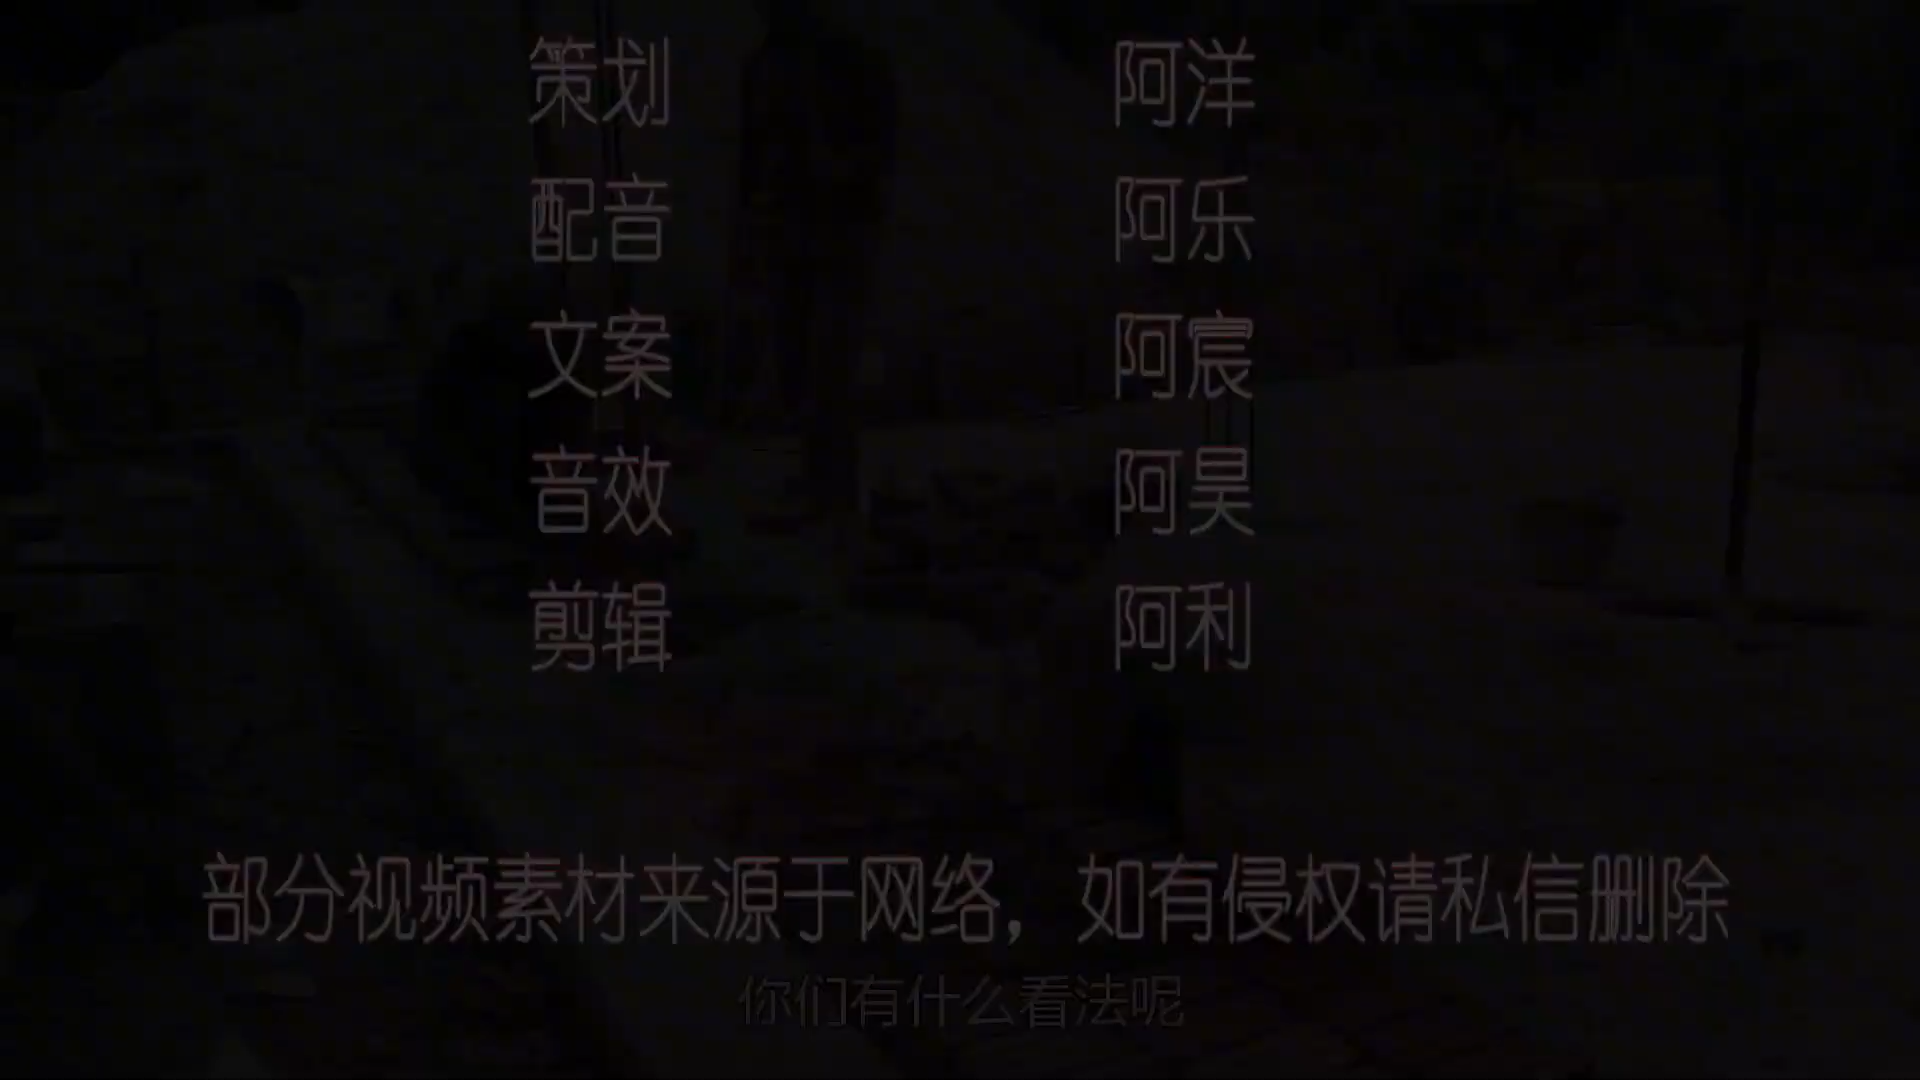 策划 阿洋
配音 阿乐
文案 阿宸
音效 阿昊
剪辑 阿利
部分视频素材来源于网络，如有侵权请私信删除
你们有什么看法呢